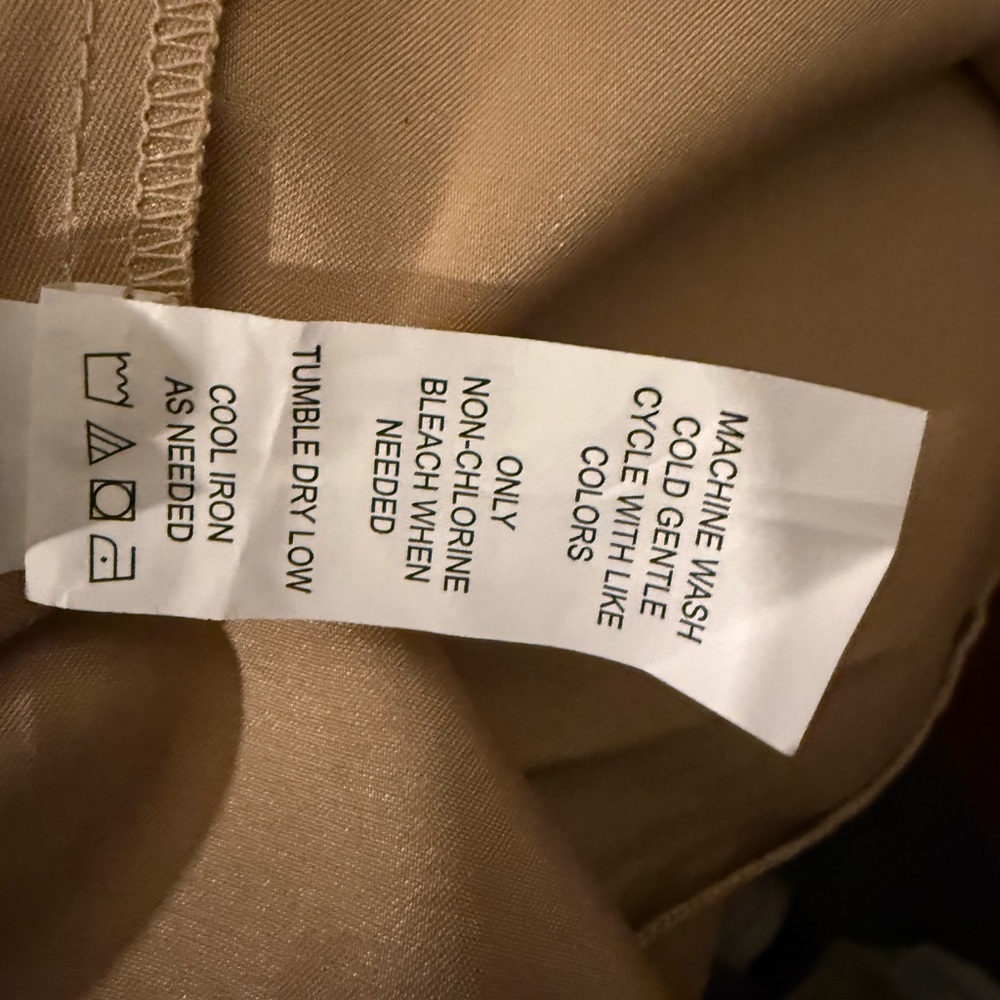 MACHINE WASH
COLD GENTLE
CYCLE WITH LIKE
COLORS
ONLY
NON-CHLORINE
BLEACH WHEN
NEEDED
TUMBLE DRY LOW
COOL IRON
AS NEEDED